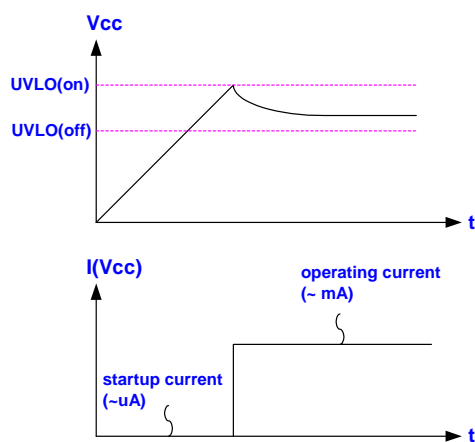 Vcc
UVLO(on)
UVLO(off)
t
I(Vcc)
operating current
(~ mA)
startup current
(~uA)
t